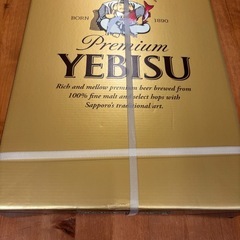 BORN 1890
Premium
YEBISU
Rich and mellow premium beer brewed from
100% fine malt and select hops with
Sapporo's traditional art.